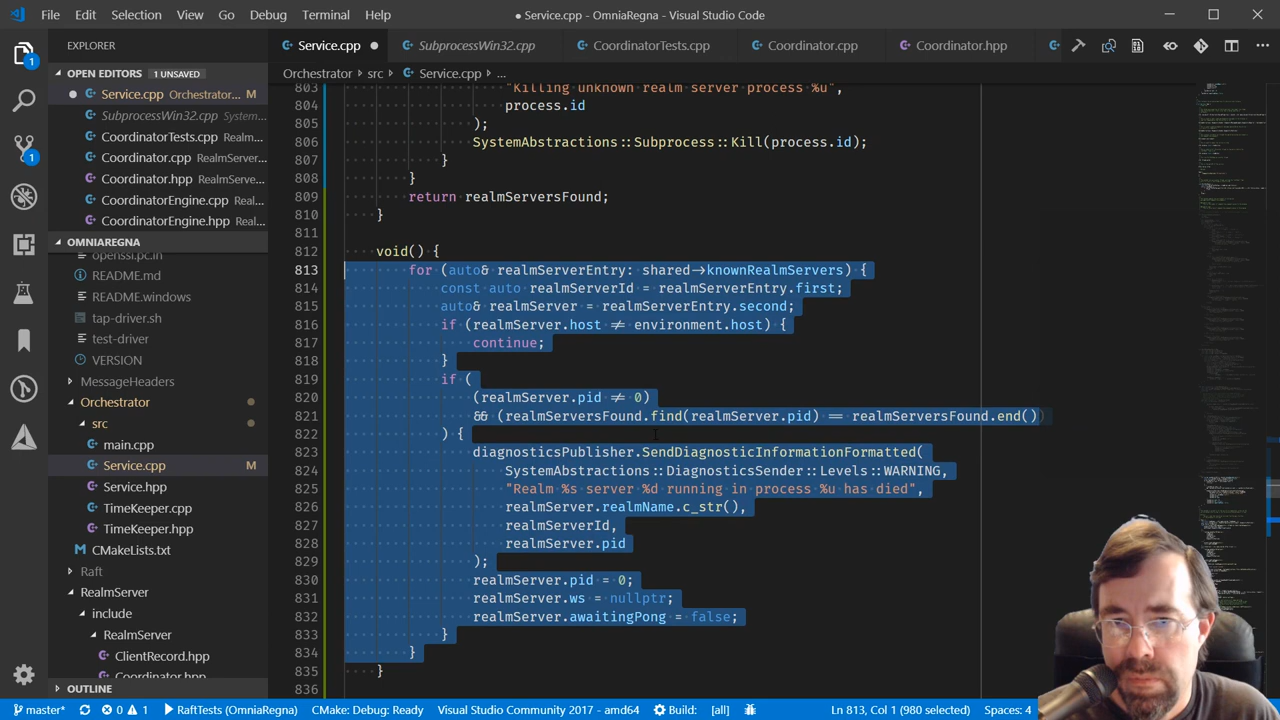 File Edit Selection View Go Debug Terminal Help
● Service.cpp - OmniaRegna - Visual Studio Code
EXPLORER
OPEN EDITORS 1 UNSAVED
Service.cpp Orchestrator... M
SubprocessWin32.cpp System...
CoordinatorTests.cpp Realm...
Coordinator.cpp RealmServer...
Coordinator.hpp RealmServe...
CoordinatorEngine.cpp Real...
CoordinatorEngine.hpp Real...
OMNIAREGNA
openssl.pc.in
README.md
README.windows
tap-driver.sh
test-driver
VERSION
MessageHeaders
Orchestrator
src
main.cpp
Service.cpp M
Service.hpp
TimeKeeper.cpp
TimeKeeper.hpp
CMakeLists.txt
Raft
RealmServer
include
RealmServer
ClientRecord.hpp
Coordinator.hpp
OUTLINE
Service.cpp SubprocessWin32.cpp CoordinatorTests.cpp Coordinator.cpp Coordinator.hpp
Orchestrator › src › Service.cpp › ...
803 "Killing unknown realm server process %u",
804 process.id
805 );
806 SystemAbstractions::Subprocess::Kill(process.id);
807 }
808 }
809 return realmServersFound;
810 }
811
812 void() {
813 for (auto& realmServerEntry: shared->knownRealmServers) {
814 const auto realmServerId = realmServerEntry.first;
815 auto& realmServer = realmServerEntry.second;
816 if (realmServer.host != environment.host) {
817 continue;
818 }
819 if (
820 (realmServer.pid != 0)
821 && (realmServersFound.find(realmServer.pid) == realmServersFound.end())
822 ) {
823 diagnosticsPublisher.SendDiagnosticInformationFormatted(
824 SystemAbstractions::DiagnosticsSender::Levels::WARNING,
825 "Realm %s server %d running in process %u has died",
826 realmServer.realmName.c_str(),
827 realmServerId,
828 realmServer.pid
829 );
830 realmServer.pid = 0;
831 realmServer.ws = nullptr;
832 realmServer.awaitingPong = false;
833 }
834 }
835 }
836
master* 0 1 RaftTests (OmniaRegna) CMake: Debug: Ready Visual Studio Community 2017 - amd64 Build: [all] Ln 813, Col 1 (980 selected) Spaces: 4